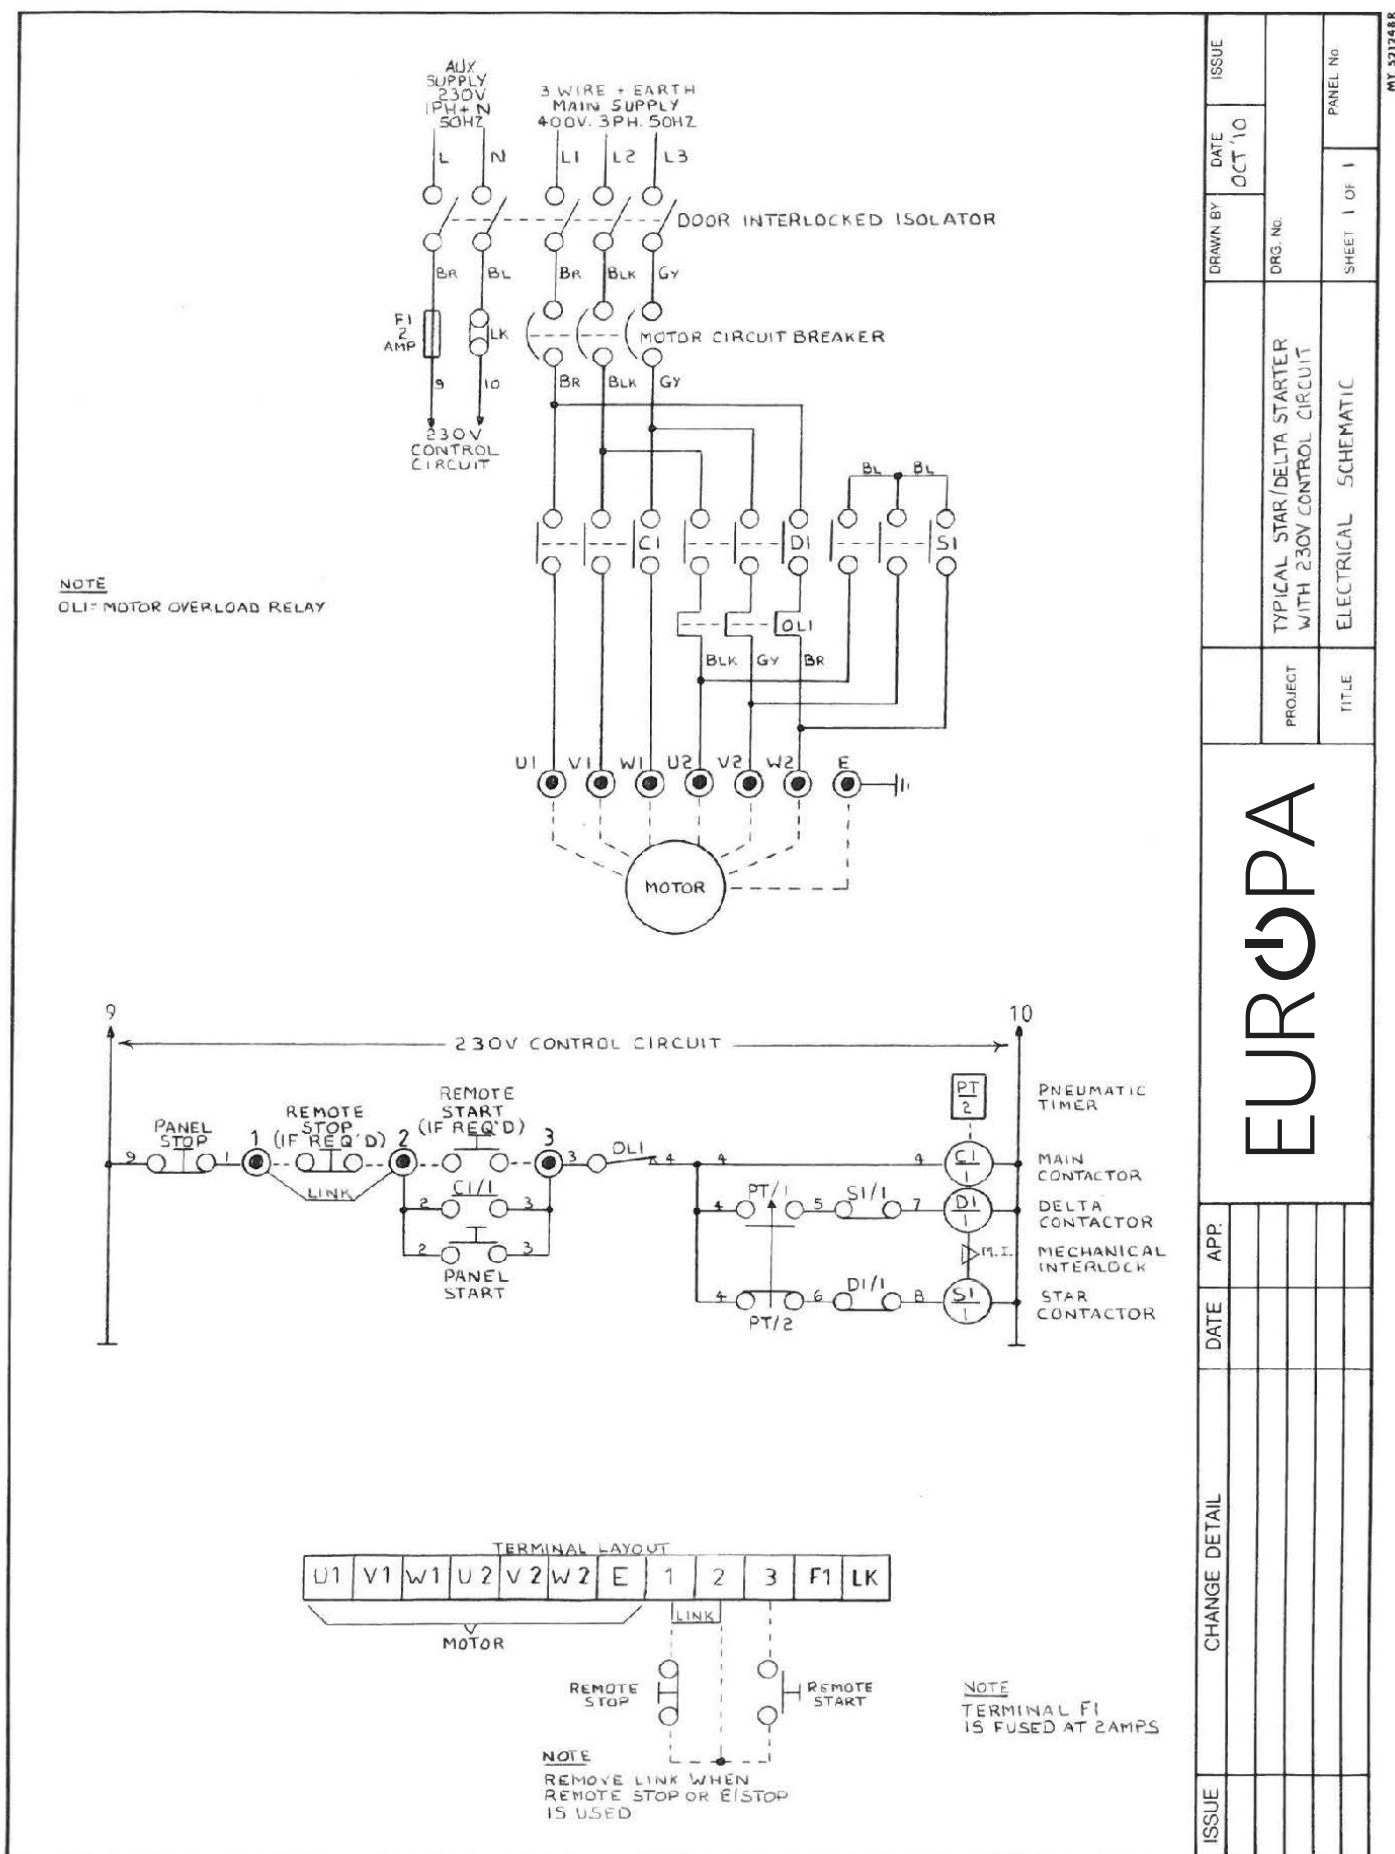 AUX
SUPPLY
230V
1PH + N
50HZ
3 WIRE + EARTH
MAIN SUPPLY
400V. 3PH. 50HZ
L N L1 L2 L3
DOOR INTERLOCKED ISOLATOR
BR BL BR BLK GY
F1
2
AMP
LK
MOTOR CIRCUIT BREAKER
9 10 BR BLK GY
230V
CONTROL
CIRCUIT
BL BL
C1 D1 S1
NOTE
OL1= MOTOR OVERLOAD RELAY
OL1
BLK GY BR
U1 V1 W1 U2 V2 W2 E
MOTOR
9 10
230V CONTROL CIRCUIT
PT
2
PNEUMATIC
TIMER
PANEL
STOP
REMOTE
STOP
(IF REQ'D)
REMOTE
START
(IF REQ'D)
9 1 1 2 3 3 OL1 4 4 4 C1
LINK
MAIN
CONTACTOR
2 C1/1 3
4 PT/1 5 S1/1 7 D1
1
DELTA
CONTACTOR
2 3
PANEL
START
M.I.
MECHANICAL
INTERLOCK
4 PT/2 6 D1/1 8 S1
1
STAR
CONTACTOR
TERMINAL LAYOUT
U1 V1 W1 U2 V2 W2 E 1 2 3 F1 LK
LINK
MOTOR
REMOTE
STOP
REMOTE
START
NOTE
TERMINAL F1
IS FUSED AT 2AMPS
NOTE
REMOVE LINK WHEN
REMOTE STOP OR E/STOP
IS USED
MY 521248R
ISSUE
DATE
OCT '10
DRAWN BY
DRG. No.
PANEL No.
SHEET 1 OF 1
PROJECT
TYPICAL STAR/DELTA STARTER
WITH 230V CONTROL CIRCUIT
TITLE
ELECTRICAL SCHEMATIC
EUROPA
APP.
DATE
CHANGE DETAIL
ISSUE